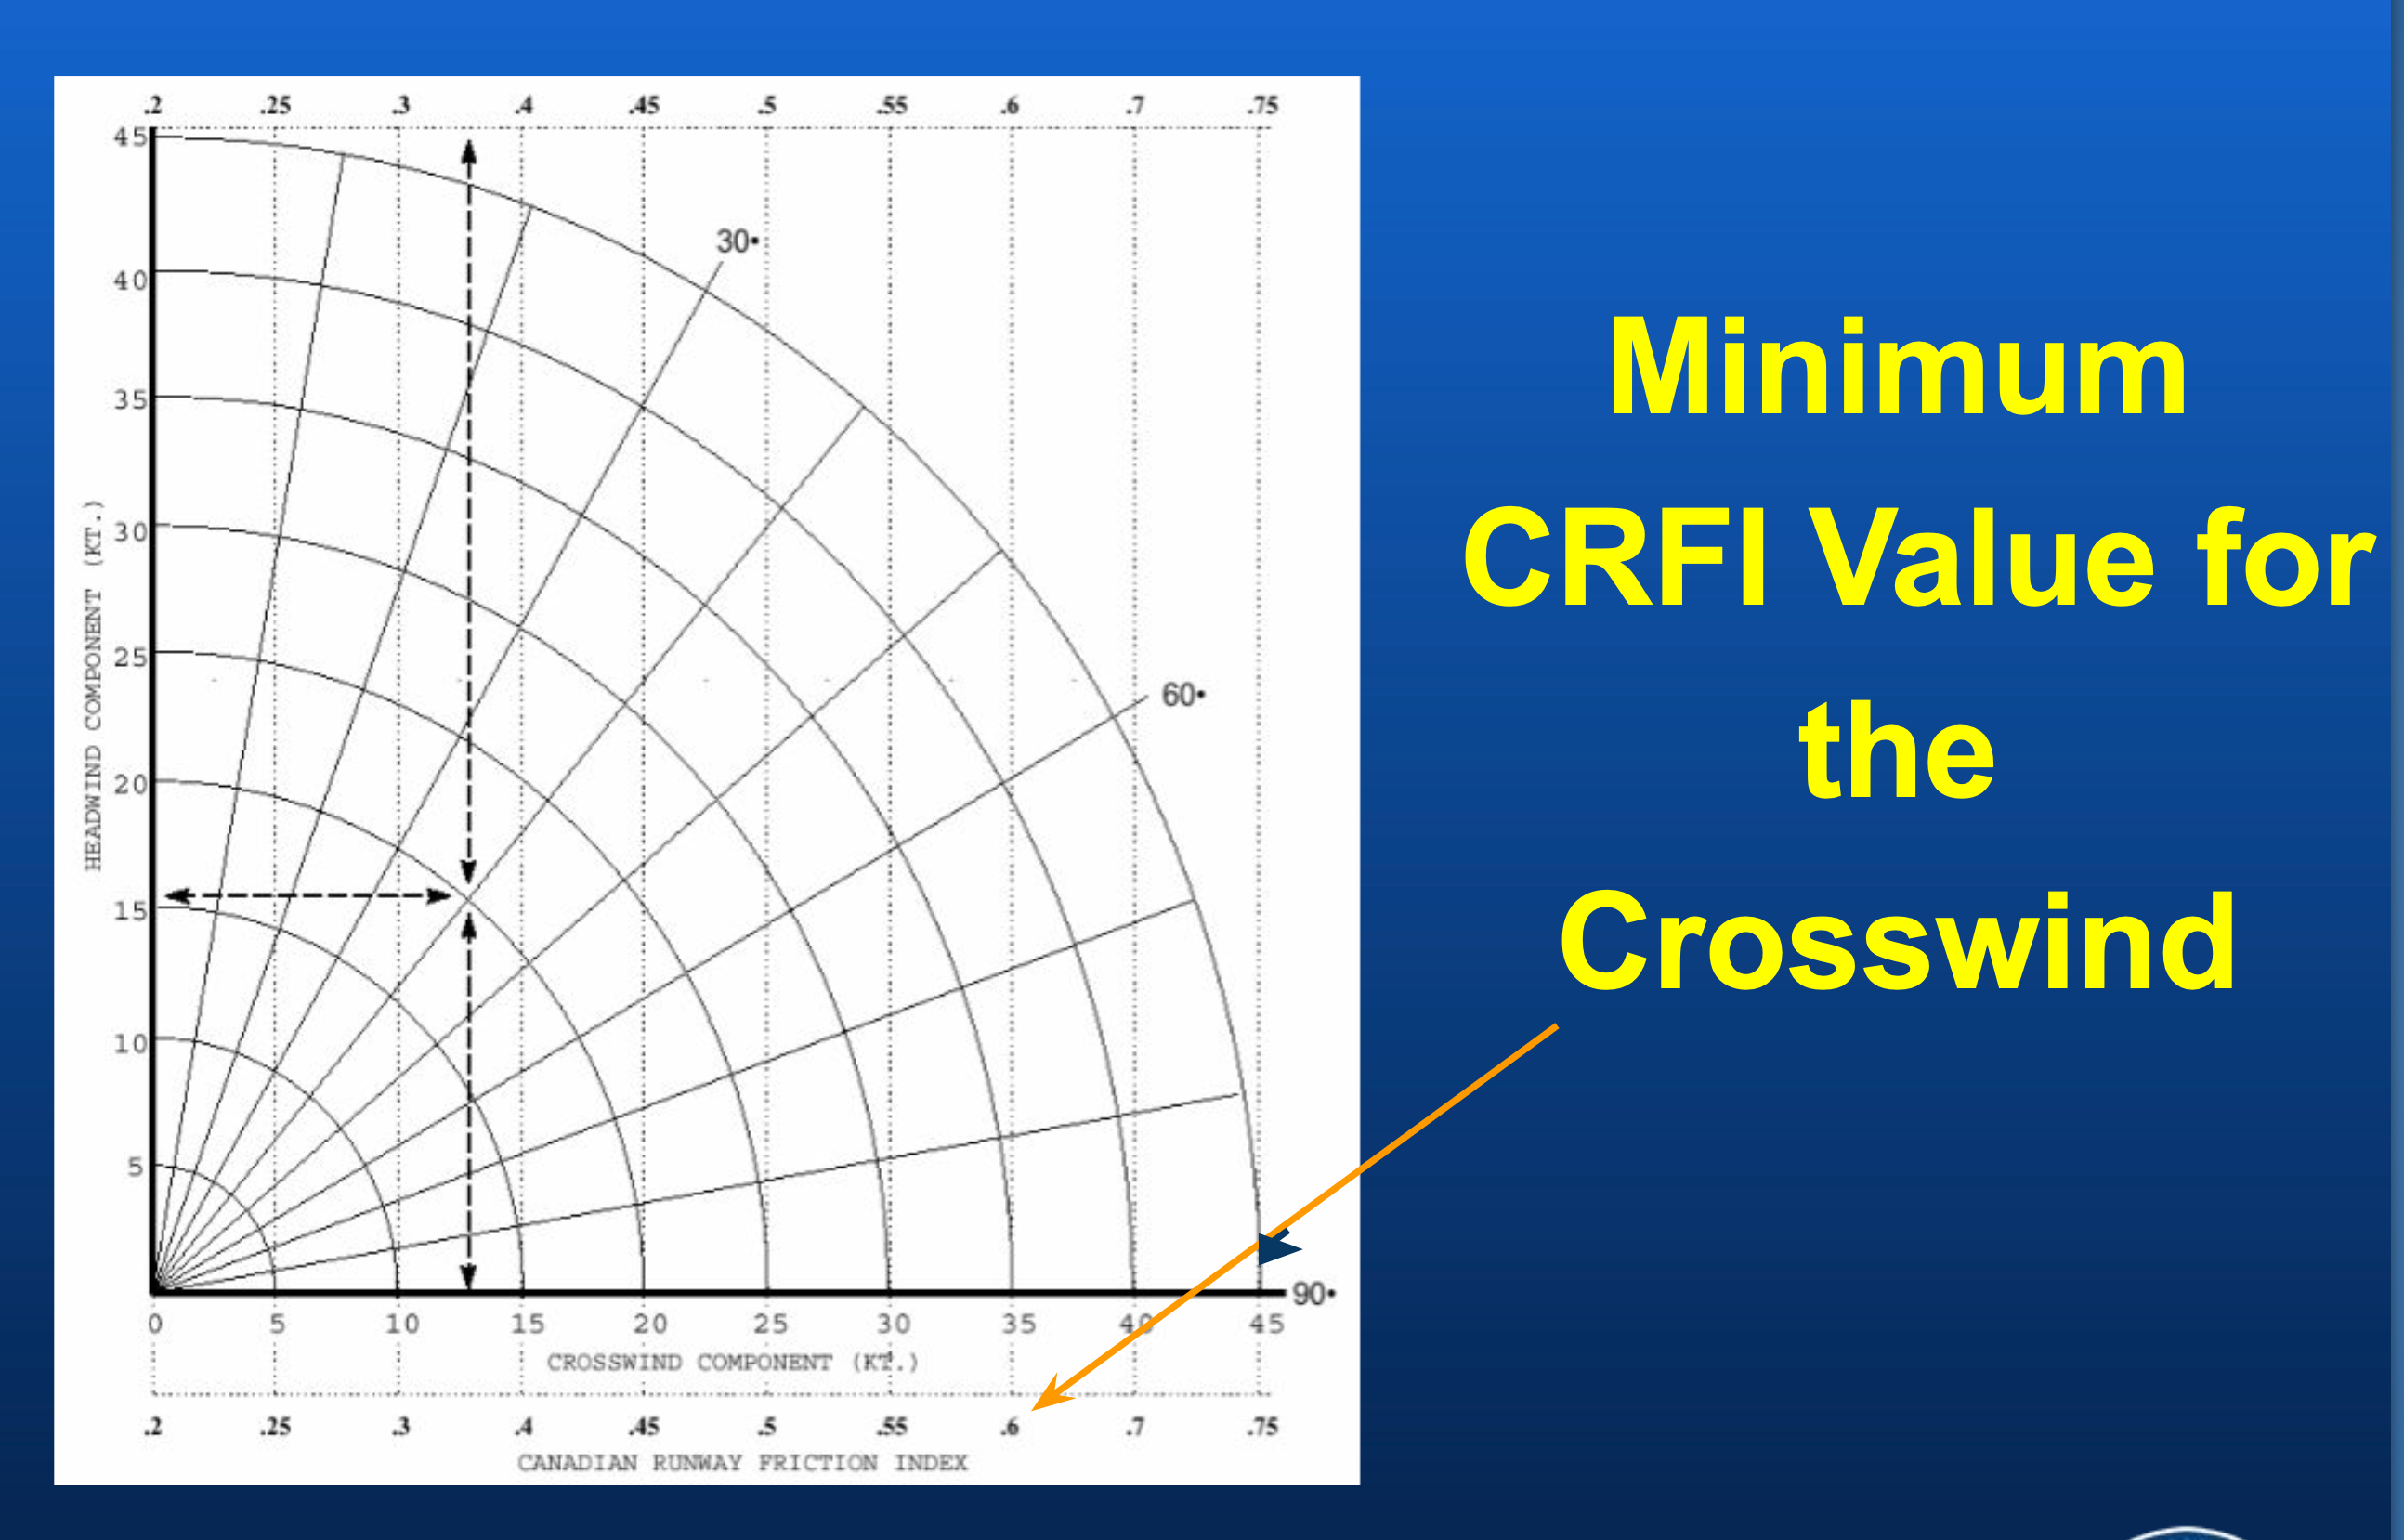 .2 .25 .3 .4 .45 .5 .55 .6 .7 .75
45
30•
40
35
30
25
60•
20
15
10
5
HEADWIND COMPONENT (KT.)
90•
0 5 10 15 20 25 30 35 40 45
CROSSWIND COMPONENT (KT.)
.2 .25 .3 .4 .45 .5 .55 .6 .7 .75
CANADIAN RUNWAY FRICTION INDEX
Minimum
CRFI Value for
the
Crosswind